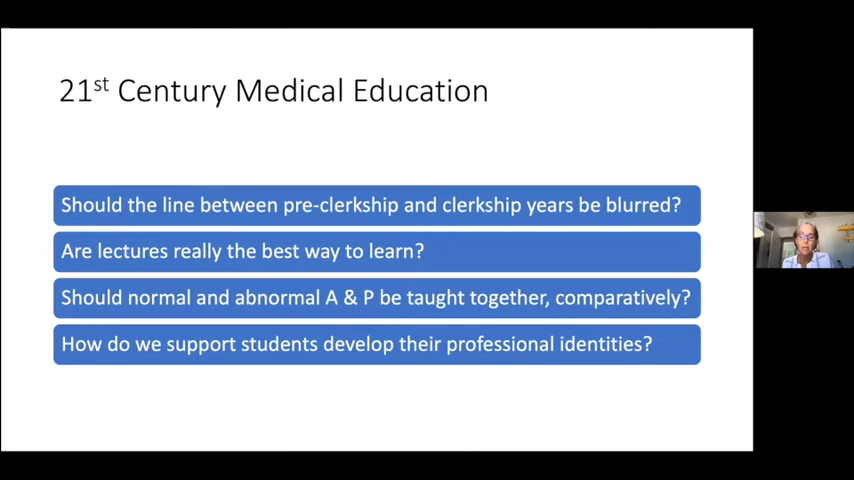 21st Century Medical Education
Should the line between pre-clerkship and clerkship years be blurred?
Are lectures really the best way to learn?
Should normal and abnormal A & P be taught together, comparatively?
How do we support students develop their professional identities?